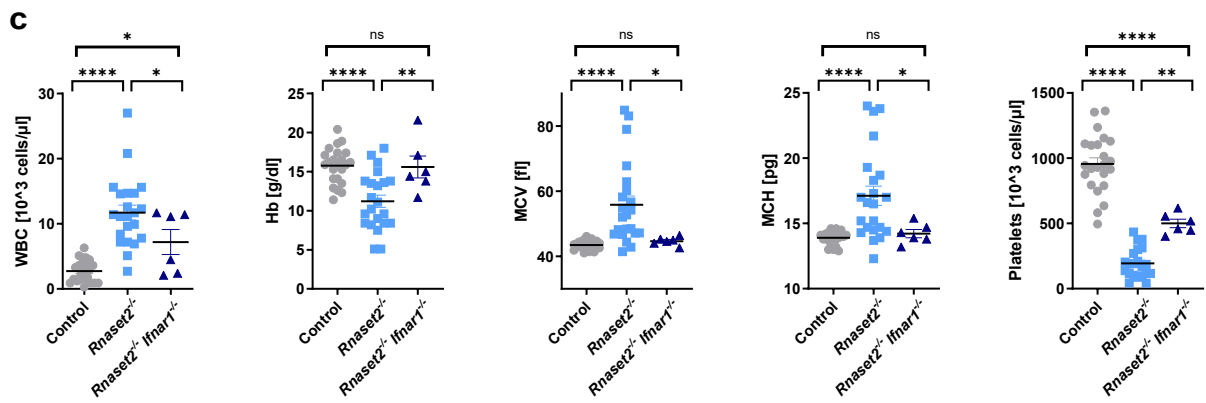 c
*
**** *
WBC [10^3 cells/µl]
30
20
10
0
Control
Rnaset2-/-
Rnaset2-/- Ifnar1-/-
ns
**** **
Hb [g/dl]
25
20
15
10
5
0
Control
Rnaset2-/-
Rnaset2-/- Ifnar1-/-
ns
**** *
MCV [fl]
80
60
40
Control
Rnaset2-/-
Rnaset2-/- Ifnar1-/-
ns
**** *
MCH [pg]
25
20
15
10
Control
Rnaset2-/-
Rnaset2-/- Ifnar1-/-
****
**** **
Platelets [10^3 cells/µl]
1500
1000
500
0
Control
Rnaset2-/-
Rnaset2-/- Ifnar1-/-